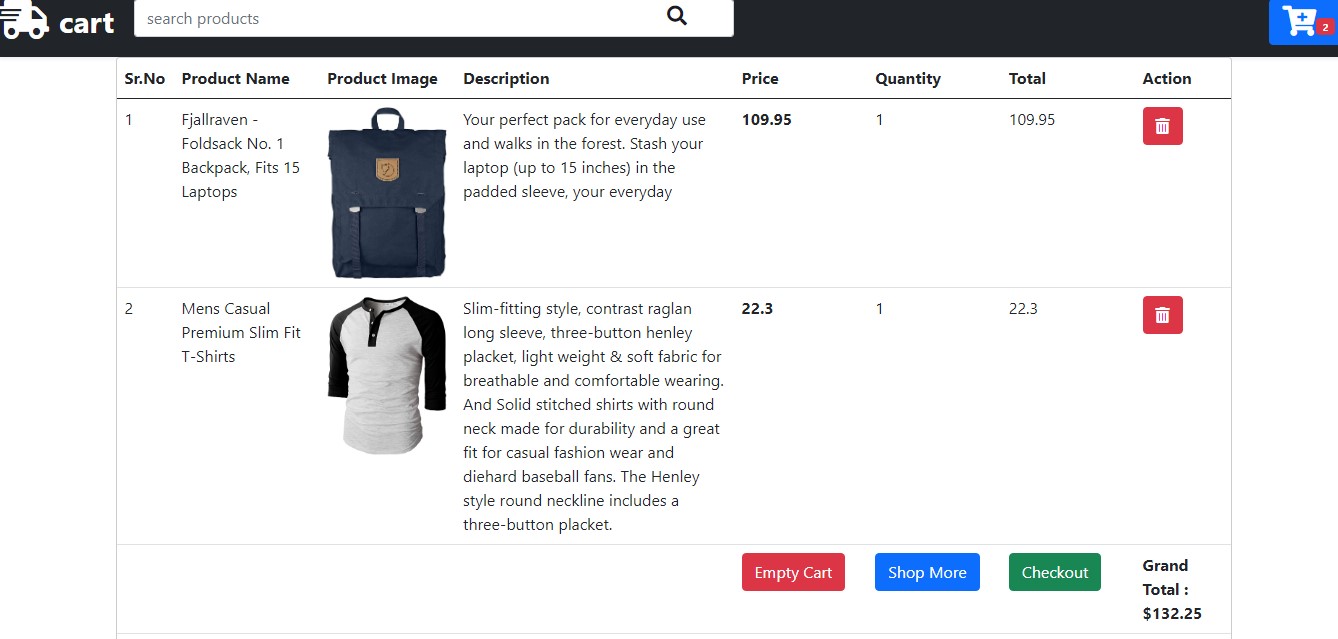 cart
search products
2
Sr.No Product Name Product Image Description Price Quantity Total Action
1
Fjallraven -
Foldsack No. 1
Backpack, Fits 15
Laptops
Your perfect pack for everyday use
and walks in the forest. Stash your
laptop (up to 15 inches) in the
padded sleeve, your everyday
109.95
1
109.95
2
Mens Casual
Premium Slim Fit
T-Shirts
Slim-fitting style, contrast raglan
long sleeve, three-button henley
placket, light weight & soft fabric for
breathable and comfortable wearing.
And Solid stitched shirts with round
neck made for durability and a great
fit for casual fashion wear and
diehard baseball fans. The Henley
style round neckline includes a
three-button placket.
22.3
1
22.3
Empty Cart
Shop More
Checkout
Grand
Total :
$132.25